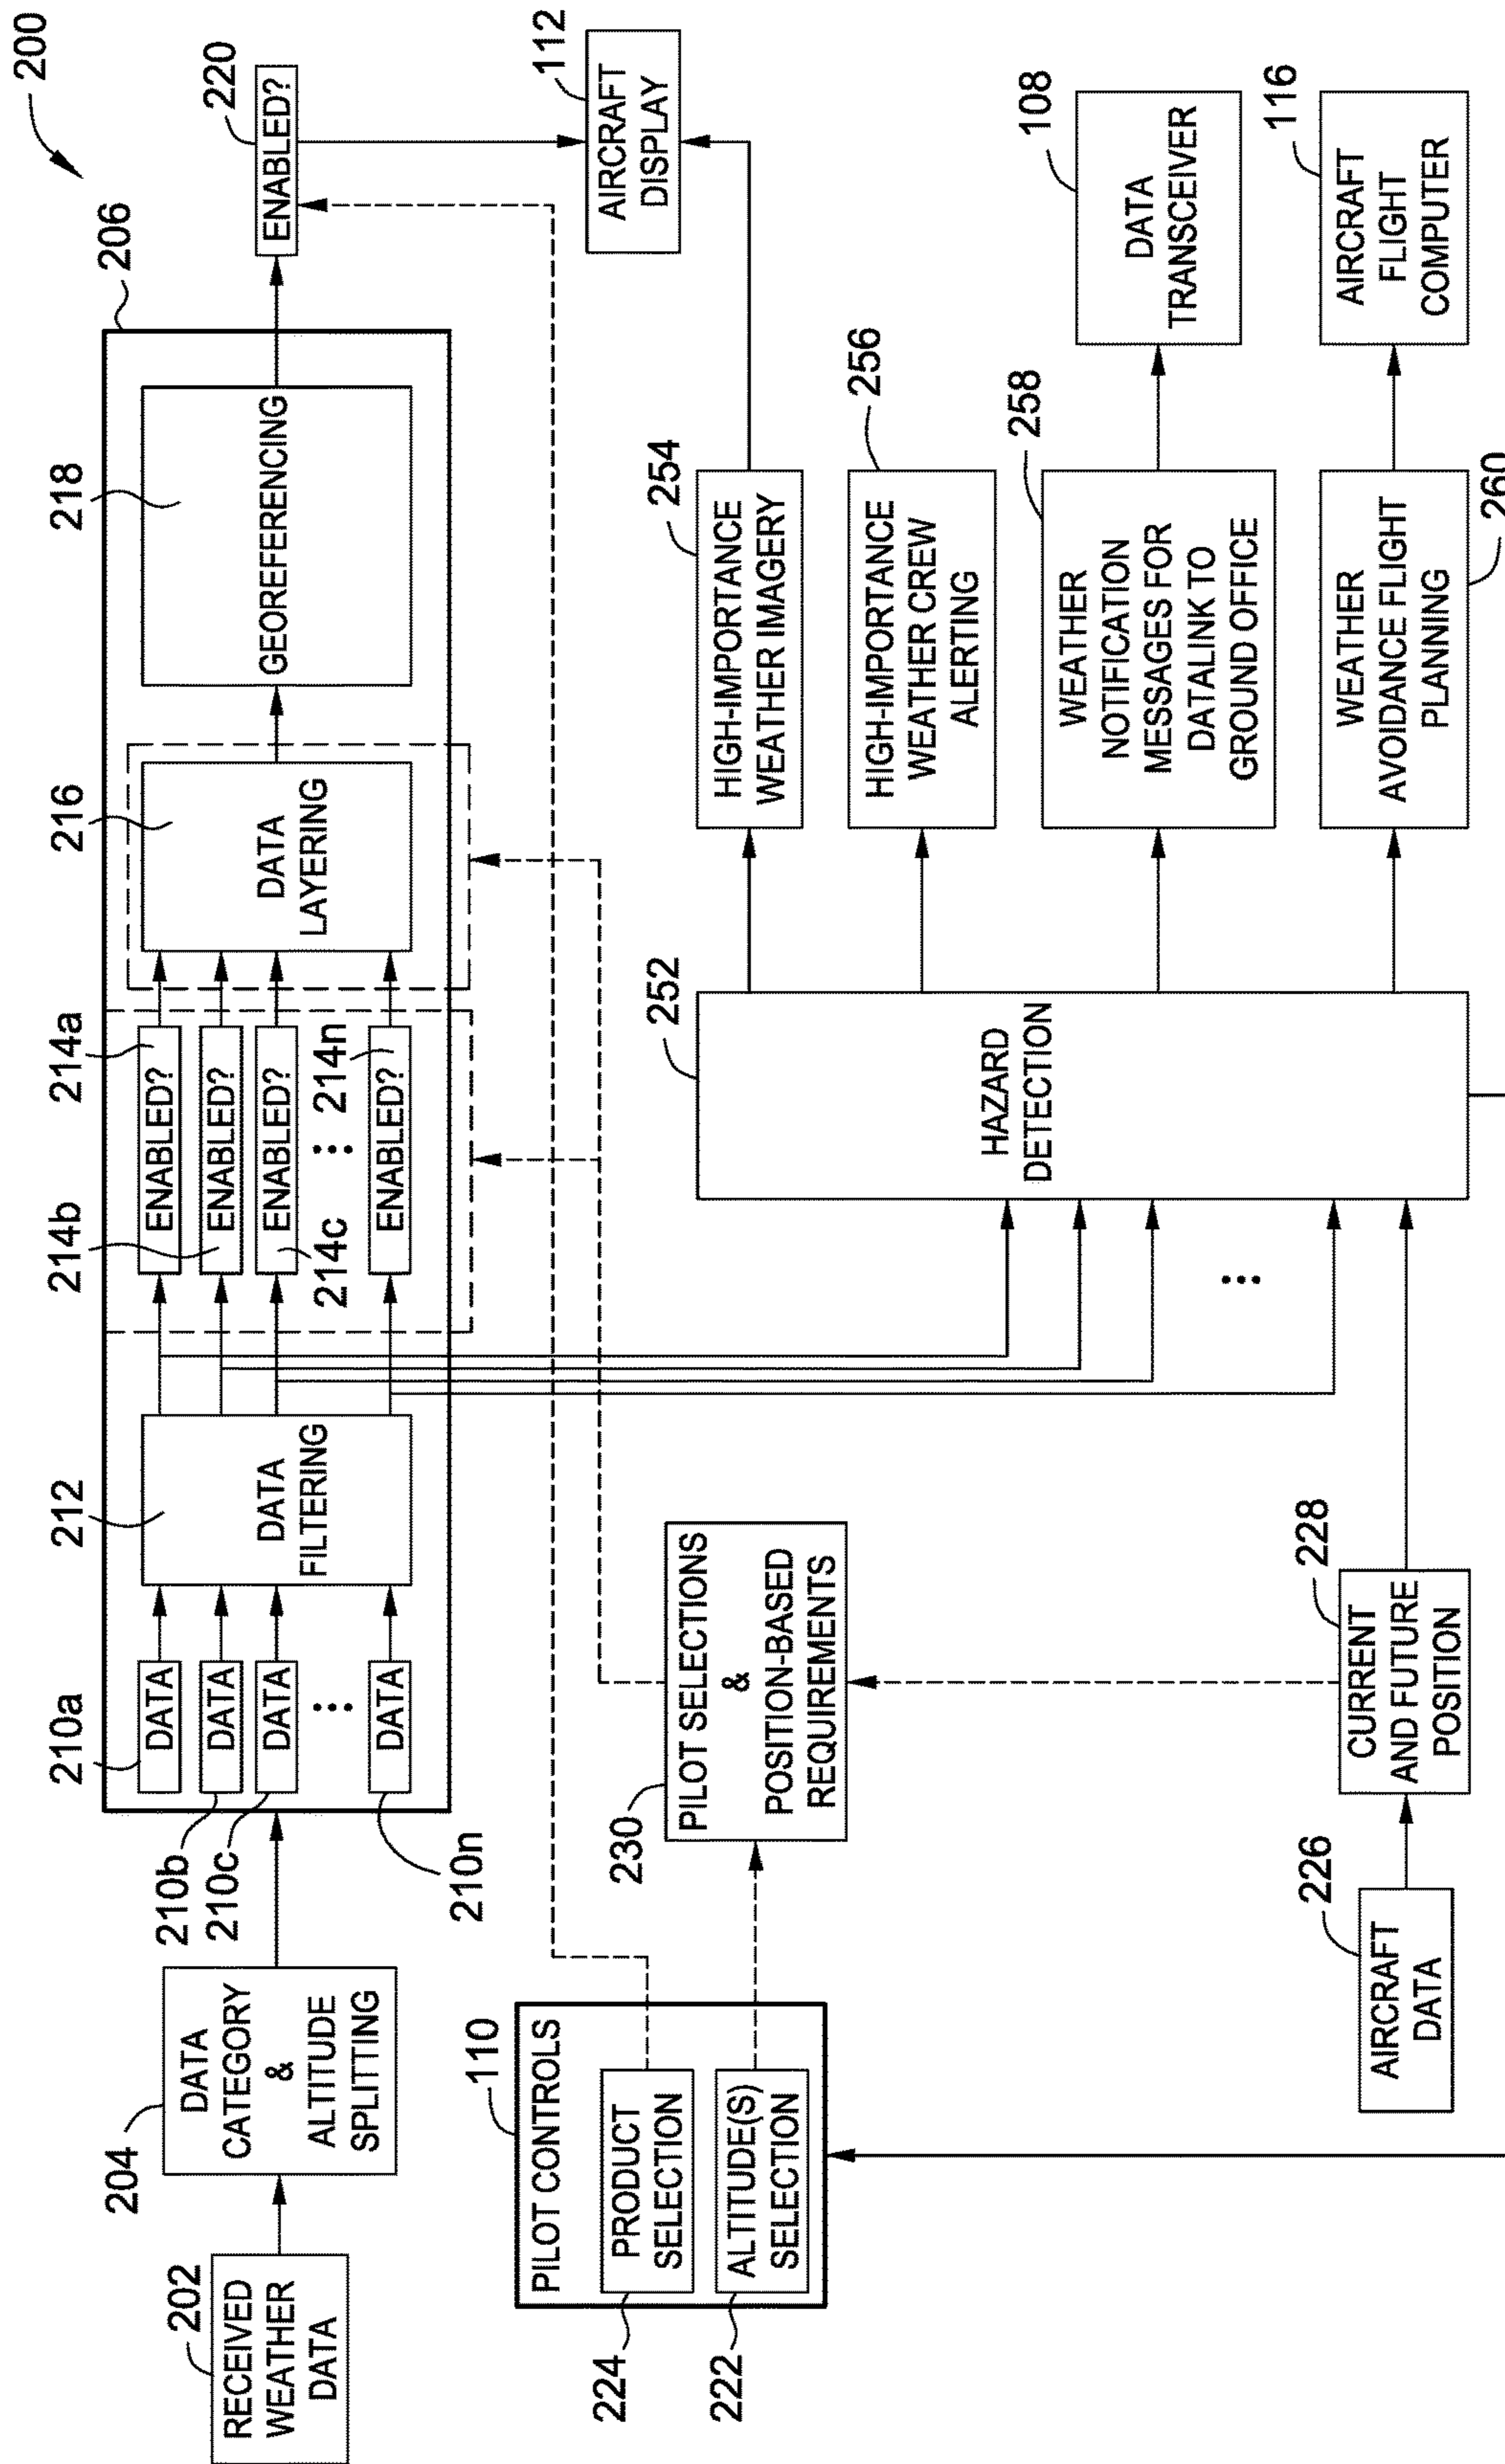 200
206
220
ENABLED?
112
AIRCRAFT
DISPLAY
202
RECEIVED
WEATHER
DATA
204
DATA
CATEGORY
&
ALTITUDE
SPLITTING
210a
DATA
210b
DATA
210c
DATA
⋮
210n
DATA
212
DATA
FILTERING
214a
ENABLED?
214b
ENABLED?
214c
ENABLED?
⋮
214n
ENABLED?
216
DATA
LAYERING
218
GEOREFERENCING
110
PILOT CONTROLS
224
PRODUCT
SELECTION
222
ALTITUDE(S)
SELECTION
230
PILOT SELECTIONS
&
POSITION-BASED
REQUIREMENTS
226
AIRCRAFT
DATA
228
CURRENT
AND FUTURE
POSITION
⋮
252
HAZARD
DETECTION
254
HIGH-IMPORTANCE
WEATHER IMAGERY
256
HIGH-IMPORTANCE
WEATHER CREW
ALERTING
258
WEATHER
NOTIFICATION
MESSAGES FOR
DATALINK TO
GROUND OFFICE
260
WEATHER
AVOIDANCE FLIGHT
PLANNING
108
DATA
TRANSCEIVER
116
AIRCRAFT
FLIGHT
COMPUTER